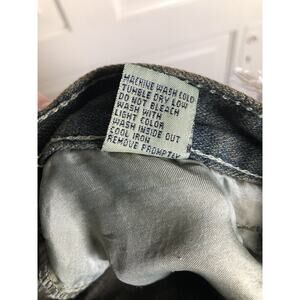 MACHINE WASH COLD
TUMBLE DRY LOW
DO NOT BLEACH
WASH WITH
LIGHT COLOR
WASH INSIDE OUT
COOL IRON
REMOVE PROMPTLY